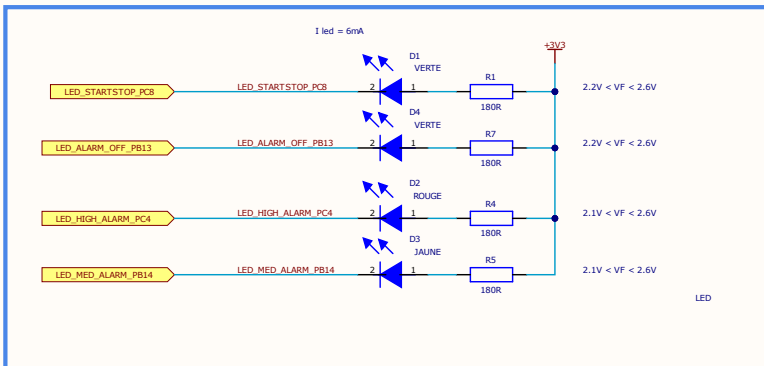 I led = 6mA
+3V3
D1
VERTE
LED_STARTSTOP_PC8
LED_STARTSTOP_PC8
2
1
R1
180R
2.2V < VF < 2.6V
D4
VERTE
LED_ALARM_OFF_PB13
LED_ALARM_OFF_PB13
2
1
R7
180R
2.2V < VF < 2.6V
D2
ROUGE
LED_HIGH_ALARM_PC4
LED_HIGH_ALARM_PC4
2
1
R4
180R
2.1V < VF < 2.6V
D3
JAUNE
LED_MED_ALARM_PB14
LED_MED_ALARM_PB14
2
1
R5
180R
2.1V < VF < 2.6V
LED